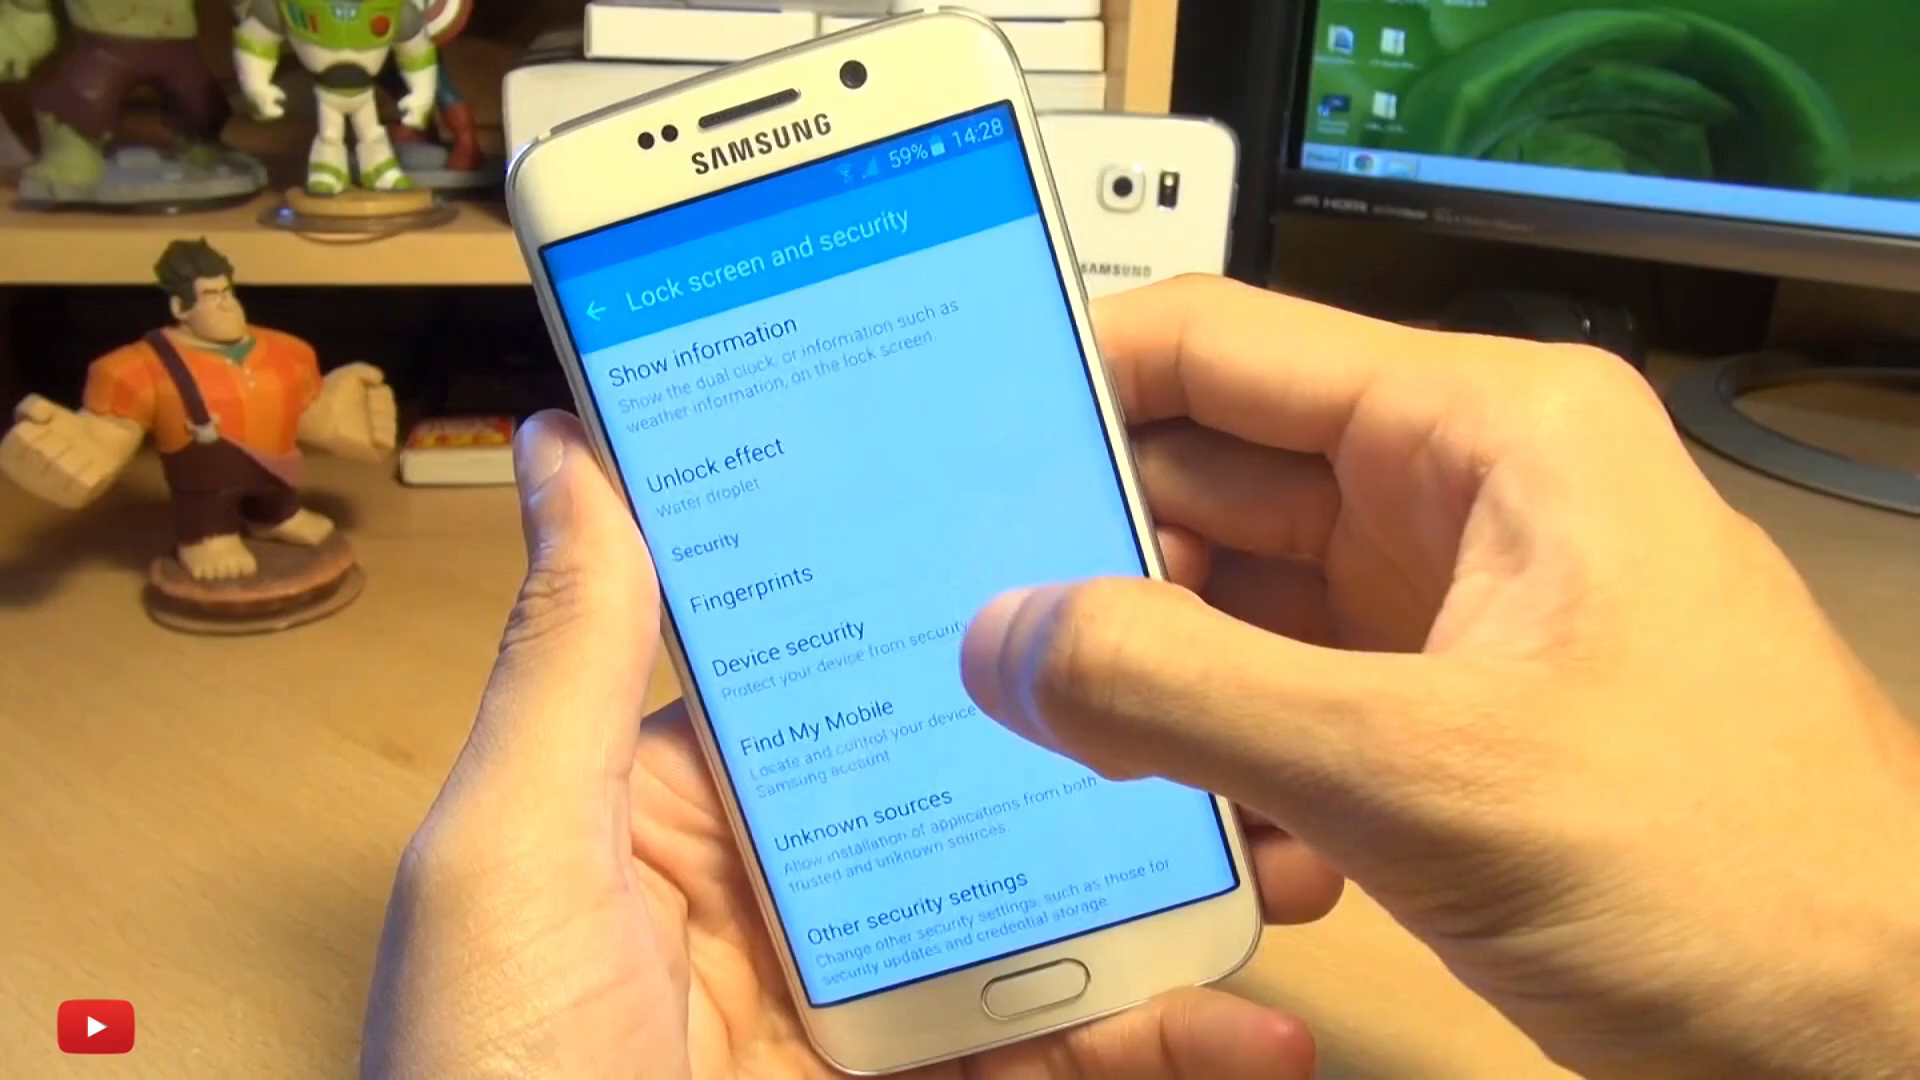 SAMSUNG
59% 14:28
Lock screen and security
Show information
Show the dual clock, or information such as
weather information, on the lock screen.
Unlock effect
Water droplet
Security
Fingerprints
Device security
Protect your device from security
Find My Mobile
Locate and control your device
Samsung account
Unknown sources
Allow installation of applications from both
trusted and unknown sources.
Other security settings
Change other security settings, such as those for
security updates and credential storage.
SAMSUNG
HDMI